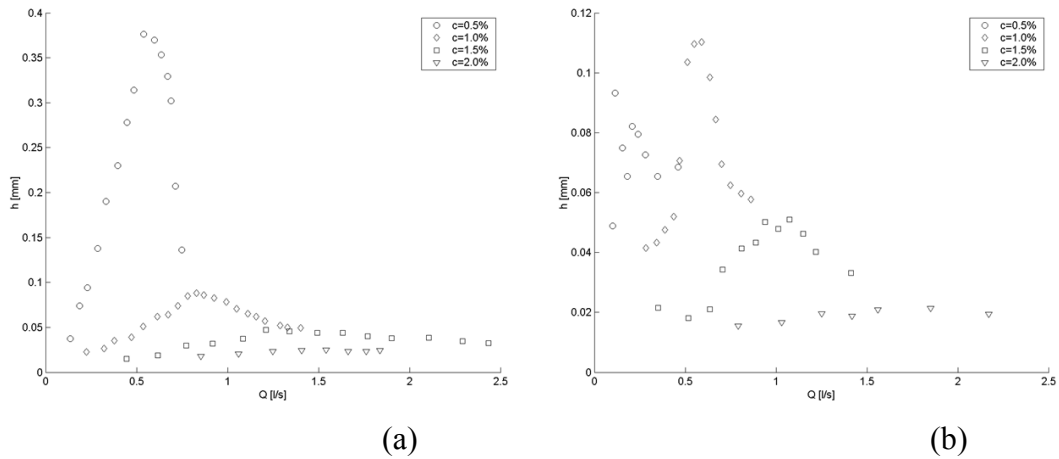 0.4
0.35
0.3
0.25
0.2
0.15
0.1
0.05
0
h [mm]
0
0.5
1
1.5
2
2.5
Q [l/s]
c=0.5%
c=1.0%
c=1.5%
c=2.0%
(a)
0.12
0.1
0.08
0.06
0.04
0.02
0
h [mm]
0
0.5
1
1.5
2
2.5
Q [l/s]
c=0.5%
c=1.0%
c=1.5%
c=2.0%
(b)